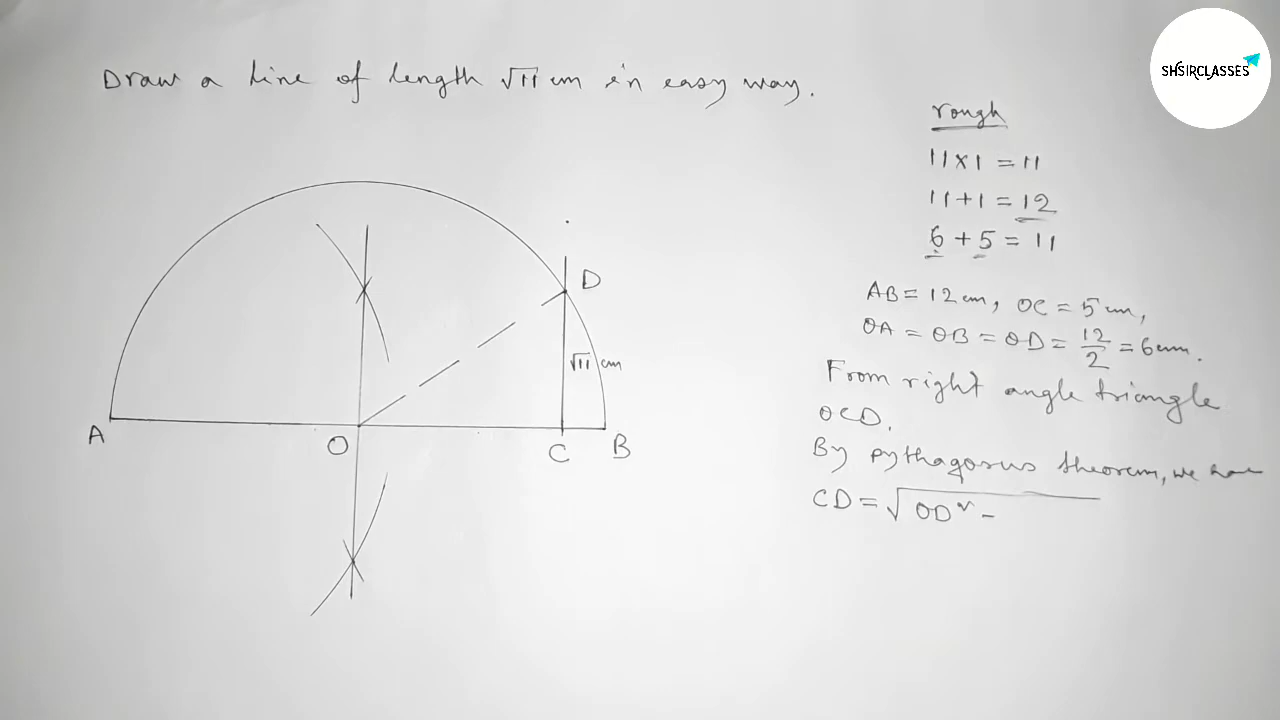 Draw a line of length √11 cm in easy way.
SHSIRCLASSES
rough
11×1 = 11
11+1 = 12
6 + 5 = 11
AB = 12 cm, OC = 5 cm,
OA = OB = OD = 12/2 = 6 cm.
From right angle triangle
OCD.
By pythagorus theorem, we have
CD = √OD² -
D
√11 cm
A
O
C
B